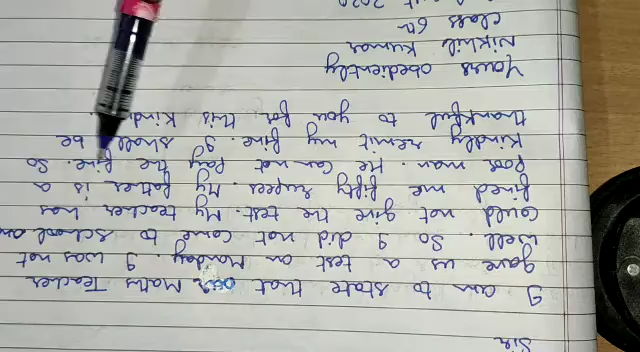 Sir
I am to state that our Maths Teacher
gave us a test on Monday. I was not
well. So I did not come to school an
could not give the test. My teacher has
fined me fifty rupees. My father is a
Poor man. He can not pay the fine. So
kindly remit my fine. I shall be
thankful to you for this kind
Yours obediently
Nikhil Kumar
class 6th
2020